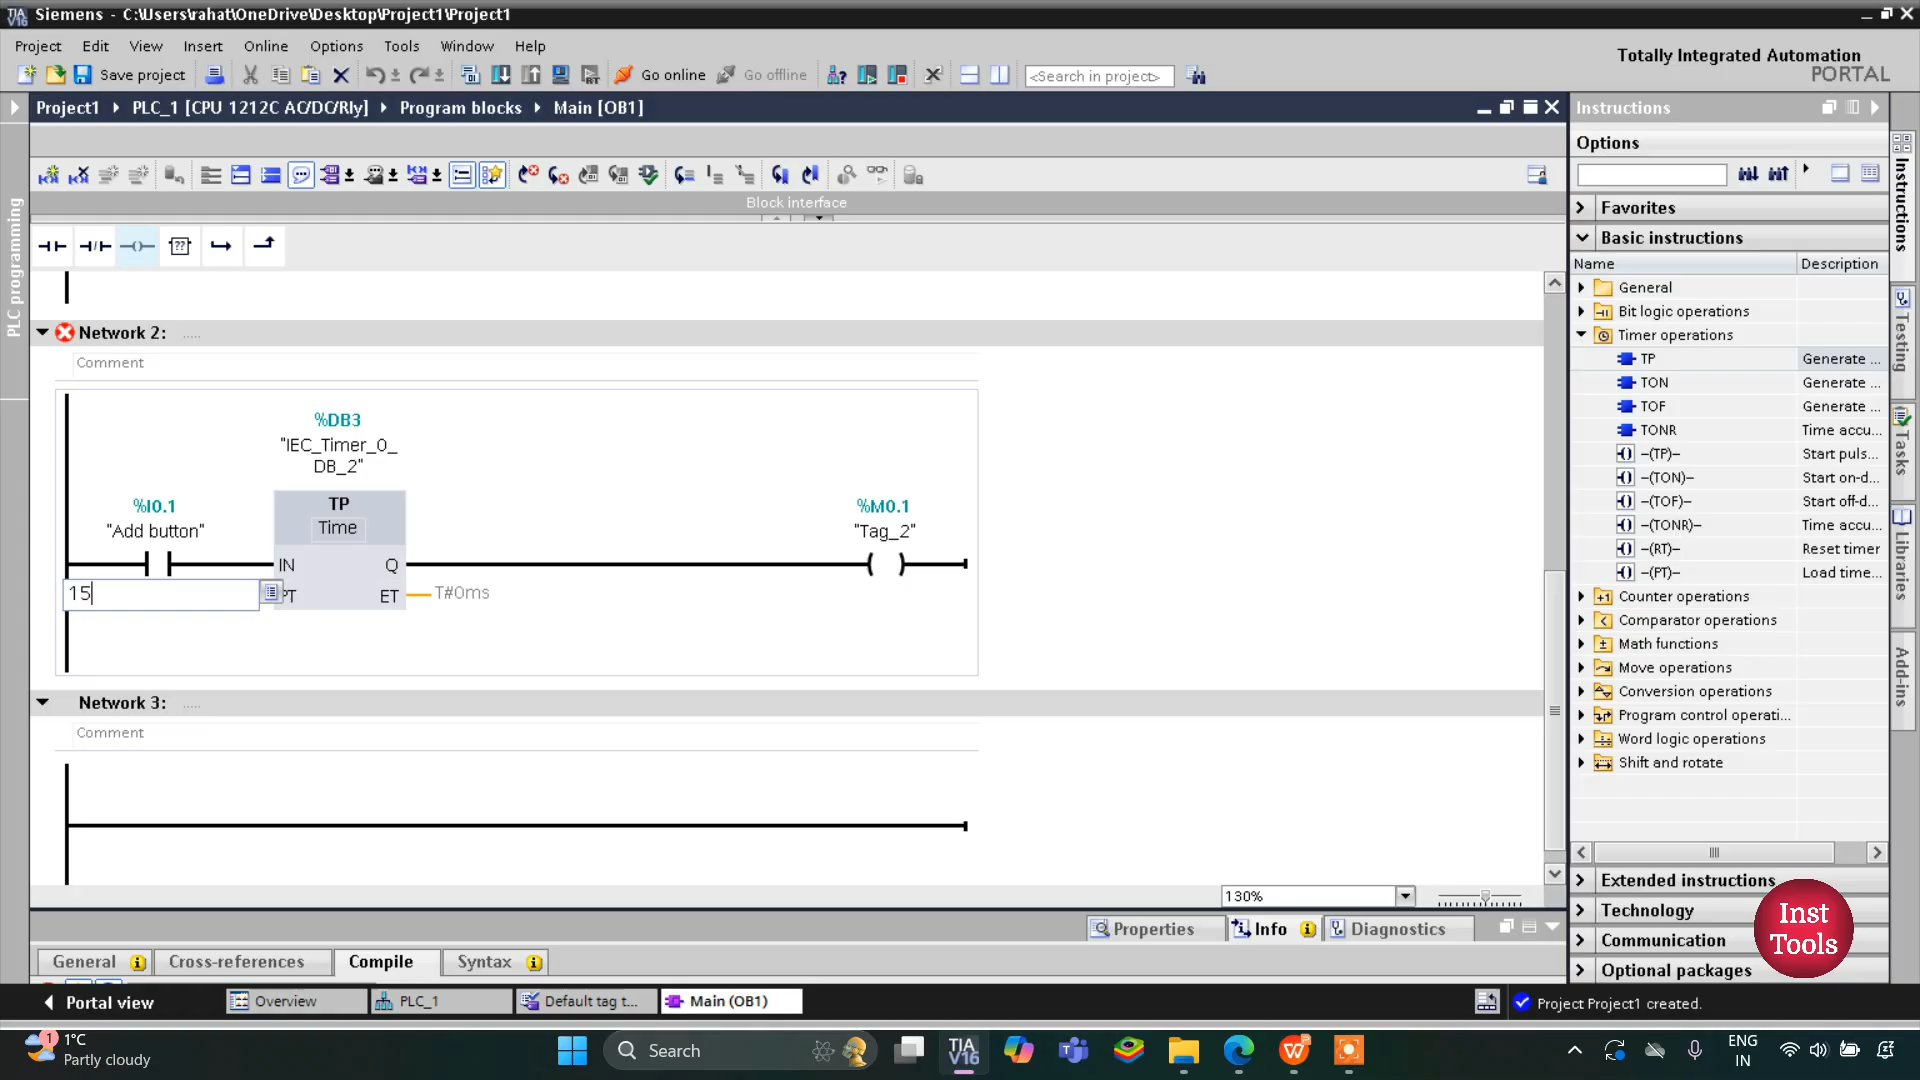 Siemens - C:\Users\rahat\OneDrive\Desktop\Project1\Project1
Project Edit View Insert Online Options Tools Window Help
Totally Integrated Automation
PORTAL
Save project
Go online
Go offline
<Search in project>
Project1 PLC_1 [CPU 1212C AC/DC/Rly] Program blocks Main [OB1]
Instructions
Options
Block interface
PLC programming
Favorites
Basic instructions
Name Description
General
Bit logic operations
Timer operations
TP Generate ...
TON Generate ...
TOF Generate ...
TONR Time accu...
-(TP)- Start puls...
-(TON)- Start on-d...
-(TOF)- Start off-d...
-(TONR)- Time accu...
-(RT)- Reset timer
-(PT)- Load time...
Counter operations
Comparator operations
Math functions
Move operations
Conversion operations
Program control operati...
Word logic operations
Shift and rotate
Extended instructions
Technology
Communication
Optional packages
Instructions
Testing
Tasks
Libraries
Add-ins
Network 2: .....
Comment
%DB3
"IEC_Timer_0_
DB_2"
%I0.1
"Add button"
TP
Time
%M0.1
"Tag_2"
IN Q
15
PT ET T#0ms
Network 3: .....
Comment
130%
Properties Info Diagnostics
General Cross-references Compile Syntax
Inst
Tools
Portal view Overview PLC_1 Default tag t... Main (OB1)
Project Project1 created.
1
1°C
Partly cloudy
Search
TIA
V16
ENG
IN